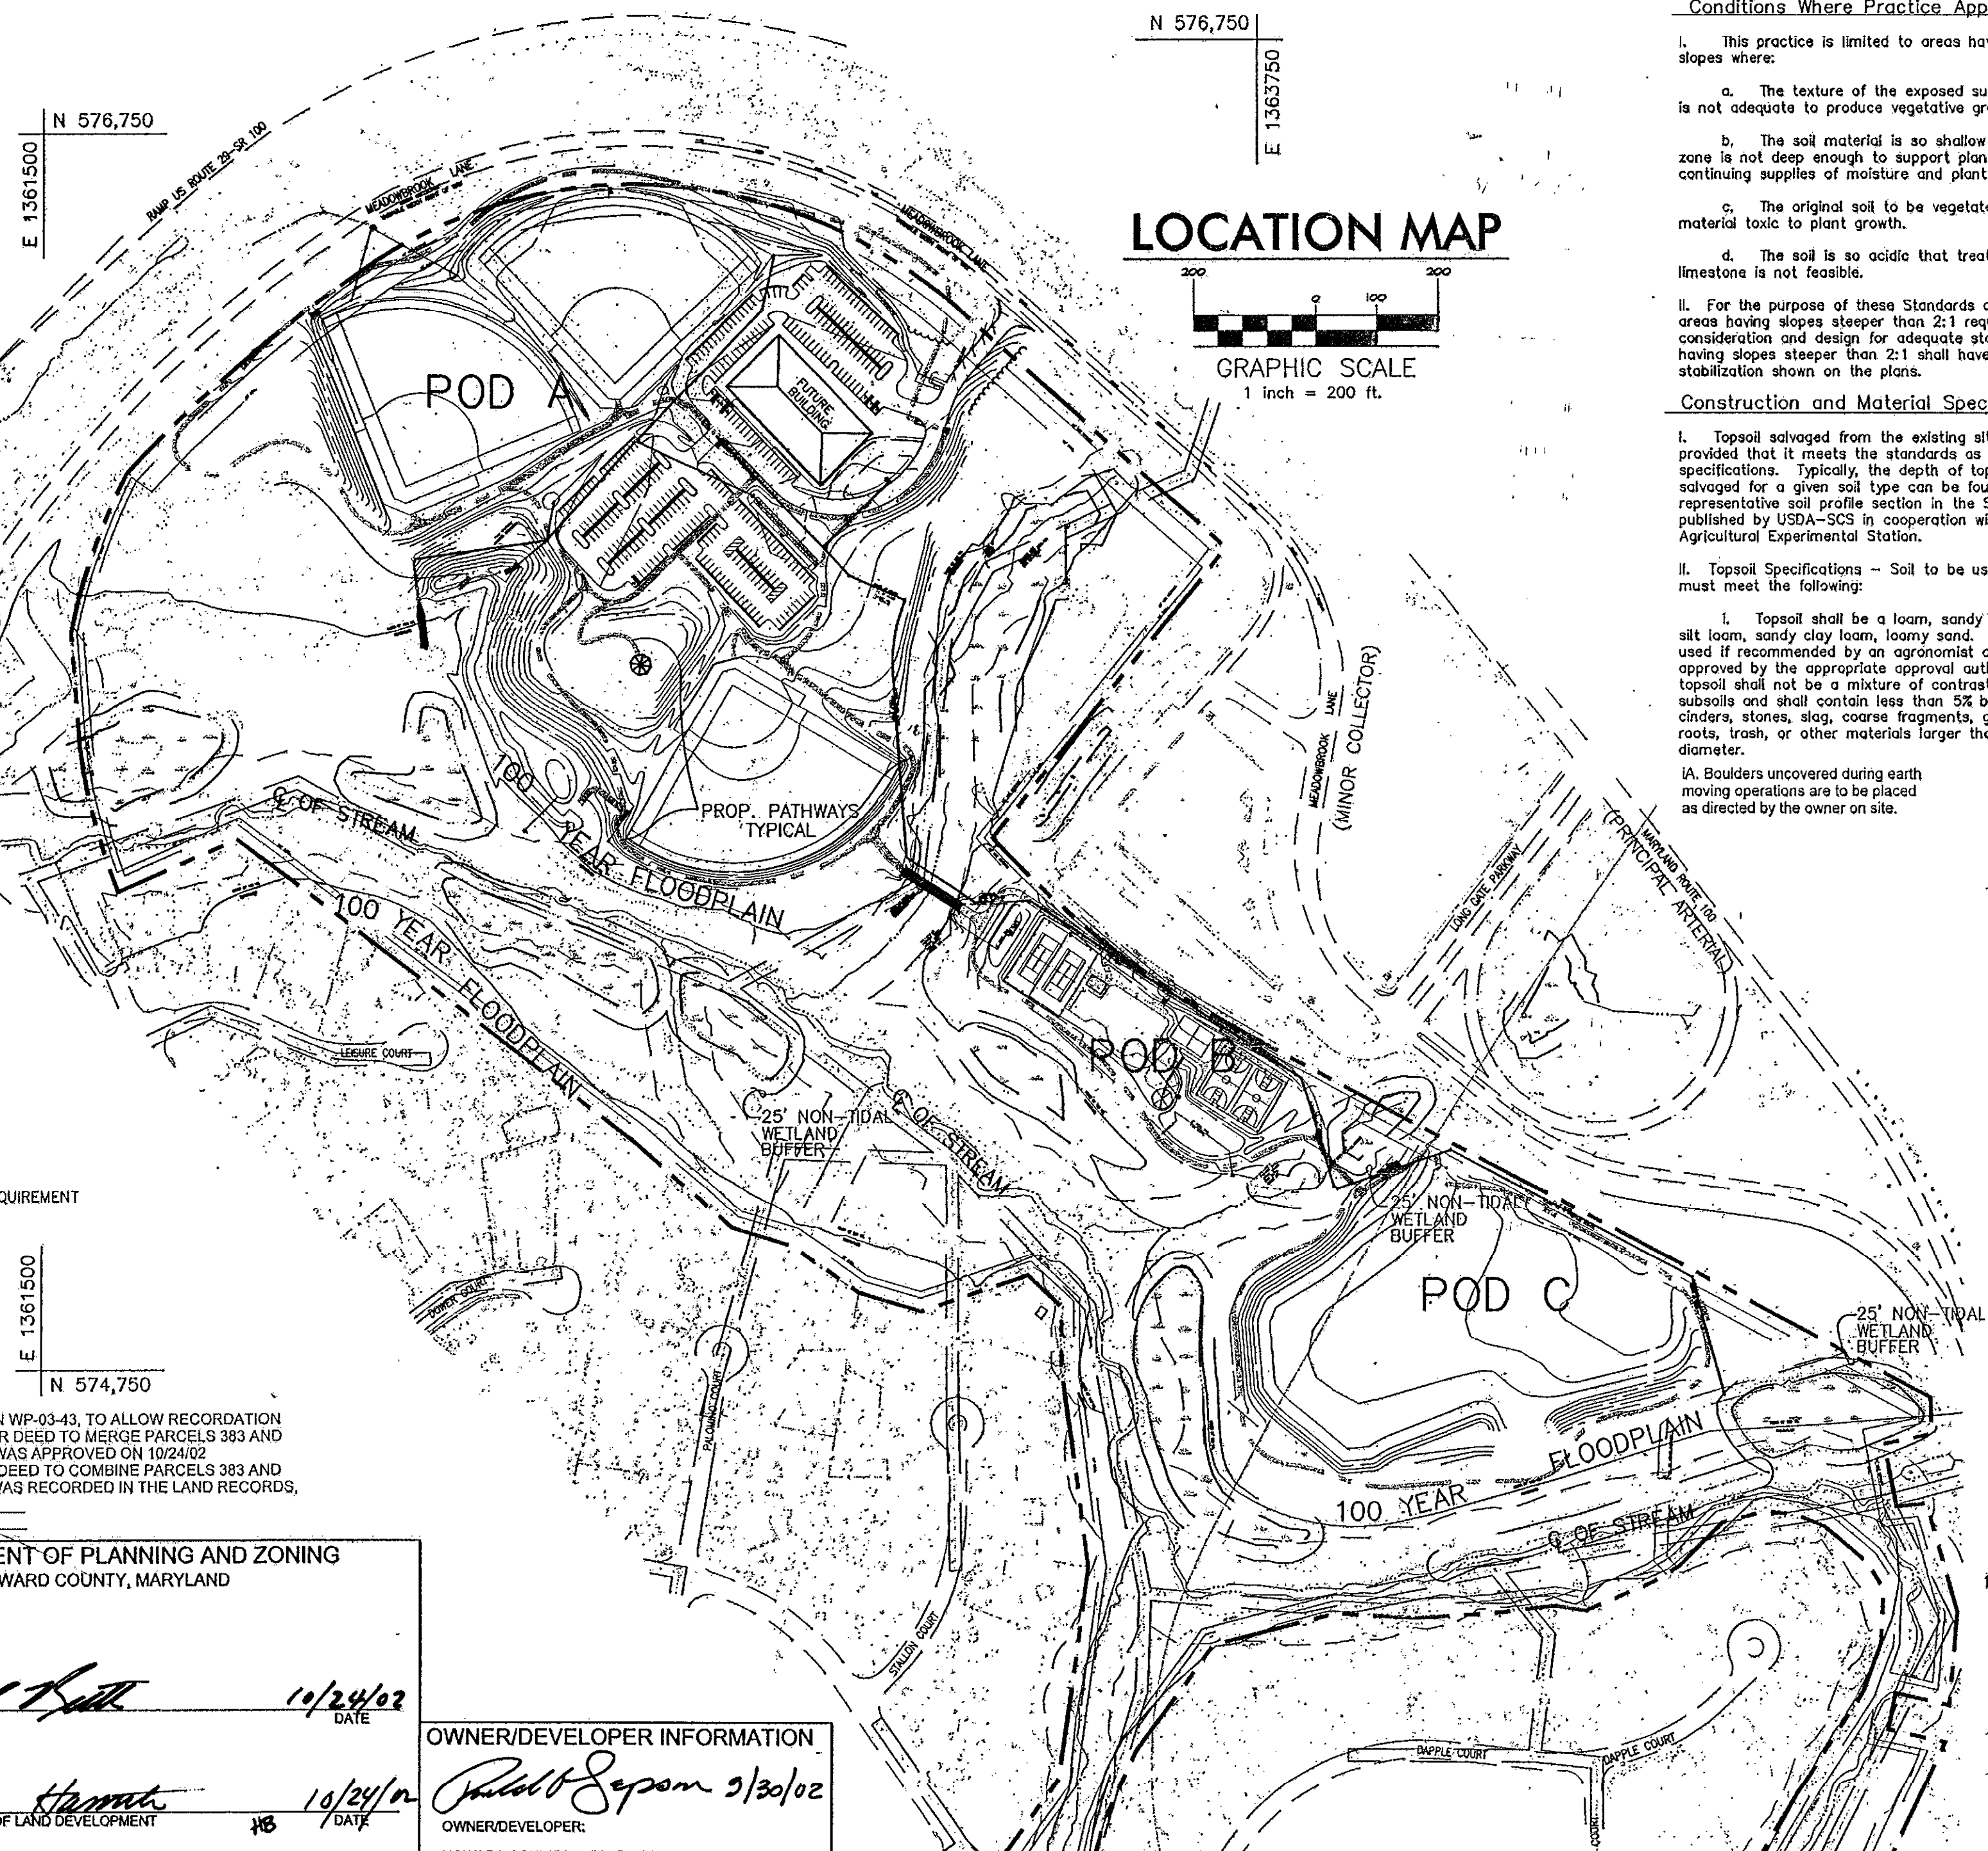 N 576,750
E 1361500
RAMP US ROUTE 29-SR 100
MEADOWBROOK LANE
MEADOWBROOK LANE
N 576,750
E 1363750
LOCATION MAP
200
0
100
200
GRAPHIC SCALE
1 inch = 200 ft.
POD A
FUTURE
BUILDING
PROP. PATHWAYS
TYPICAL
100 YEAR FLOODPLAIN
℄ OF STREAM
100 YEAR FLOODPLAIN
LEISURE COURT
MEADOWBROOK LANE
(MINOR COLLECTOR)
LONG GATE PARKWAY
MARYLAND ROUTE 100
(PRINCIPAL ARTERIAL)
POD B
25' NON-TIDAL
WETLAND
BUFFER
℄ OF STREAM
25' NON-TIDAL
WETLAND
BUFFER
POD C
25' NON-TIDAL
WETLAND
BUFFER
DOWER COURT
PALOMINO COURT
STALLION COURT
100 YEAR FLOODPLAIN
℄ OF STREAM
DAPPLE COURT
DAPPLE COURT
COURT
QUIREMENT
E 1361500
N 574,750
N WP-03-43, TO ALLOW RECORDATION
R DEED TO MERGE PARCELS 383 AND
WAS APPROVED ON 10/24/02
DEED TO COMBINE PARCELS 383 AND
WAS RECORDED IN THE LAND RECORDS,
ENT OF PLANNING AND ZONING
WARD COUNTY, MARYLAND
10/24/02
DATE
10/24/02
OF LAND DEVELOPMENT
HB
DATE
OWNER/DEVELOPER INFORMATION
9/30/02
OWNER/DEVELOPER:
Conditions Where Practice App
I. This practice is limited to areas ha
slopes where:
a. The texture of the exposed su
is not adequate to produce vegetative gr
b. The soil material is so shallow
zone is not deep enough to support plan
continuing supplies of moisture and plant
c. The original soil to be vegetate
material toxic to plant growth.
d. The soil is so acidic that treat
limestone is not feasible.
II. For the purpose of these Standards a
areas having slopes steeper than 2:1 req
consideration and design for adequate sta
having slopes steeper than 2:1 shall have
stabilization shown on the plans.
Construction and Material Spec
I. Topsoil salvaged from the existing sit
provided that it meets the standards as
specifications. Typically, the depth of top
salvaged for a given soil type can be fou
representative soil profile section in the S
published by USDA-SCS in cooperation wi
Agricultural Experimental Station.
II. Topsoil Specifications - Soil to be us
must meet the following:
i. Topsoil shall be a loam, sandy
silt loam, sandy clay loam, loamy sand.
used if recommended by an agronomist o
approved by the appropriate approval aut
topsoil shall not be a mixture of contras
subsoils and shall contain less than 5% b
cinders, stones, slag, coarse fragments, g
roots, trash, or other materials larger tha
diameter.
iA. Boulders uncovered during earth
moving operations are to be placed
as directed by the owner on site.